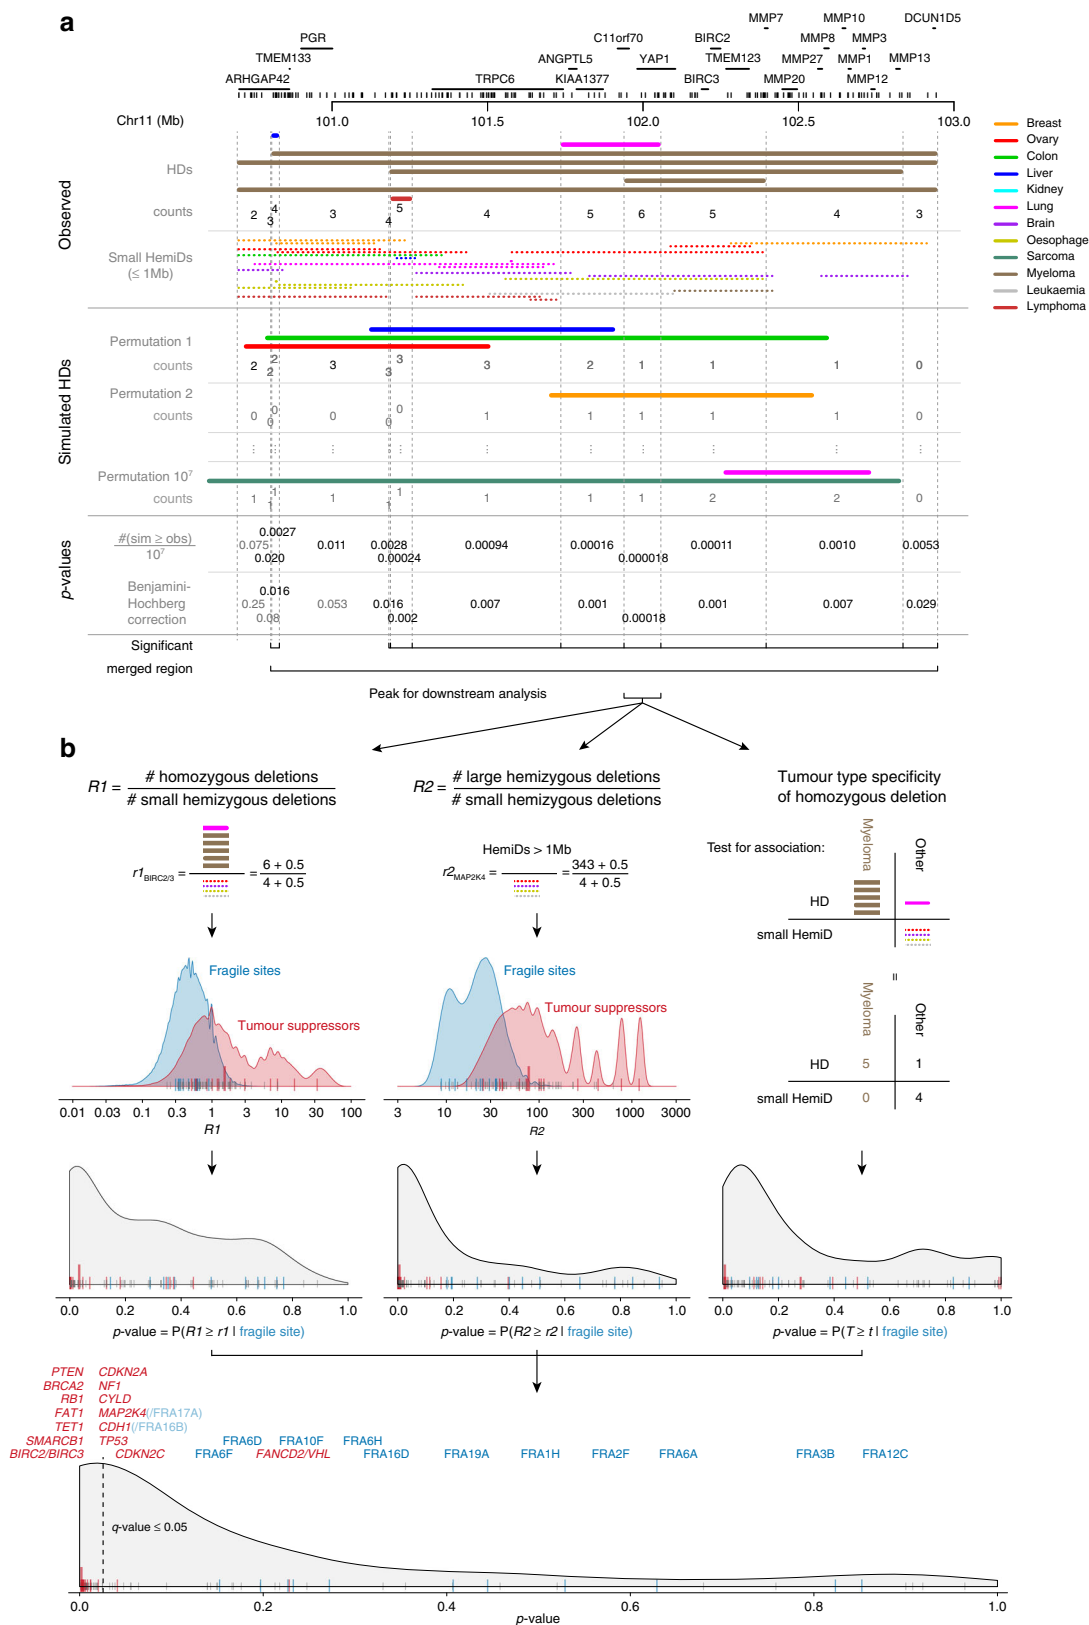 a
MMP7 MMP10 DCUN1D5
PGR C11orf70 BIRC2 MMP8 MMP3
TMEM133 ANGPTL5 YAP1 TMEM123 MMP27 MMP1 MMP13
ARHGAP42 TRPC6 KIAA1377 BIRC3 MMP20 MMP12
Chr11 (Mb) 101.0 101.5 102.0 102.5 103.0
Breast
Ovary
Colon
Liver
Kidney
Lung
Brain
Oesophage
Sarcoma
Myeloma
Leukaemia
Lymphoma
Observed
HDs
counts 2 3 4 3 4 5 4 5 6 5 4 3
Small HemiDs
(≤ 1Mb)
Simulated HDs
Permutation 1
counts 2 2 2 3 3 3 3 2 1 1 1 0
Permutation 2
counts 0 0 0 0 0 0 1 1 1 1 1 0
Permutation 10⁷
counts 1 1 1 1 1 1 1 1 1 2 2 0
p-values
#(sim ≥ obs)
10⁷
0.075 0.020 0.0027 0.011 0.0028 0.00024 0.00094 0.00016 0.000018 0.00011 0.0010 0.0053
Benjamini-
Hochberg
correction
0.25 0.08 0.016 0.053 0.016 0.002 0.007 0.001 0.00018 0.001 0.007 0.029
Significant
merged region
Peak for downstream analysis
b
R1 = # homozygous deletions
# small hemizygous deletions
r1BIRC2/3 = = 6 + 0.5
4 + 0.5
R2 = # large hemizygous deletions
# small hemizygous deletions
HemiDs > 1Mb
r2MAP2K4 = = 343 + 0.5
4 + 0.5
Tumour type specificity
of homozygous deletion
Test for association:
Myeloma Other
HD
small HemiD
=
Myeloma Other
HD 5 1
small HemiD 0 4
Fragile sites
Tumour suppressors
0.01 0.03 0.1 0.3 1 3 10 30 100
R1
Fragile sites
Tumour suppressors
3 10 30 100 300 1000 3000
R2
0.0 0.2 0.4 0.6 0.8 1.0
p-value = P(R1 ≥ r1 | fragile site)
0.0 0.2 0.4 0.6 0.8 1.0
p-value = P(R2 ≥ r2 | fragile site)
0.0 0.2 0.4 0.6 0.8 1.0
p-value = P(T ≥ t | fragile site)
PTEN CDKN2A
BRCA2 NF1
RB1 CYLD
FAT1 MAP2K4(/FRA17A)
TET1 CDH1(/FRA16B)
SMARCB1 TP53 FRA6D FRA10F FRA6H
BIRC2/BIRC3 CDKN2C FRA6F FANCD2/VHL FRA16D FRA19A FRA1H FRA2F FRA6A FRA3B FRA12C
q-value ≤ 0.05
0.0 0.2 0.4 0.6 0.8 1.0
p-value